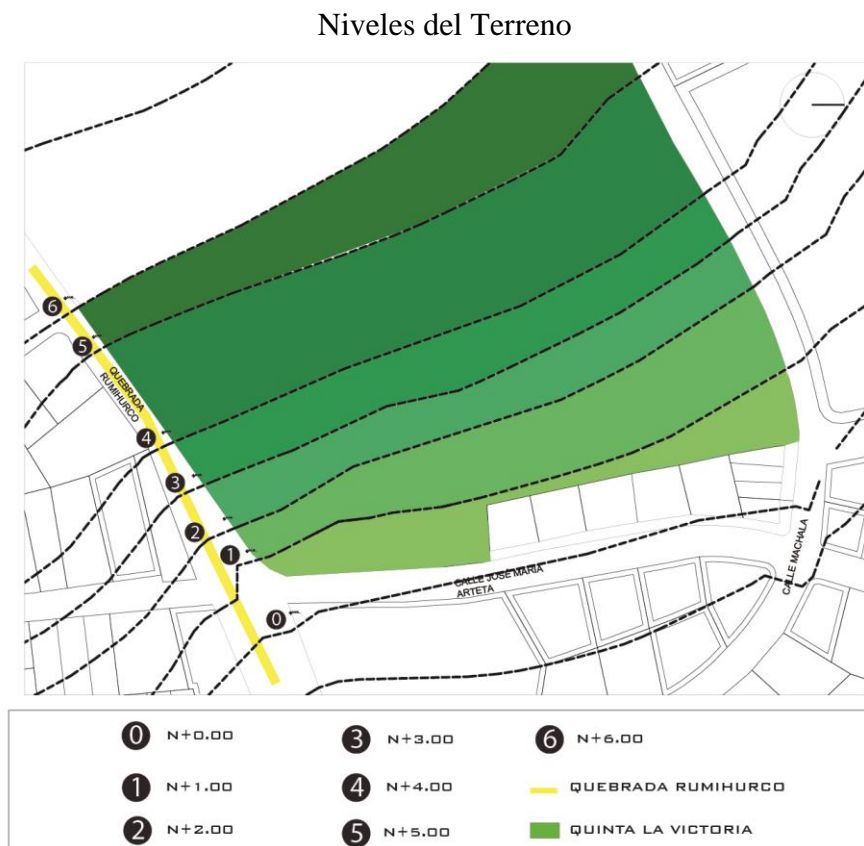 Niveles del Terreno
6
5
QUEBRADA
RUMIHURCO
4
3
2
1
0
CALLE JOSÉ MARIA
ARTETA
CALLE MACHALA
0 N+0.00
3 N+3.00
6 N+6.00
1 N+1.00
4 N+4.00
QUEBRADA RUMIHURCO
2 N+2.00
5 N+5.00
QUINTA LA VICTORIA